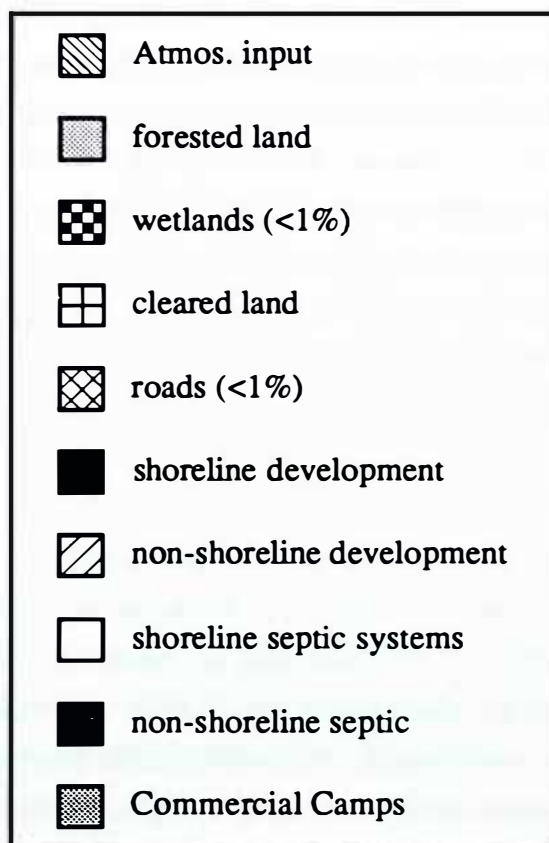 Atmos. input
forested land
wetlands (<1%)
cleared land
roads (<1%)
shoreline development
non-shoreline development
shoreline septic systems
non-shoreline septic
Commercial Camps